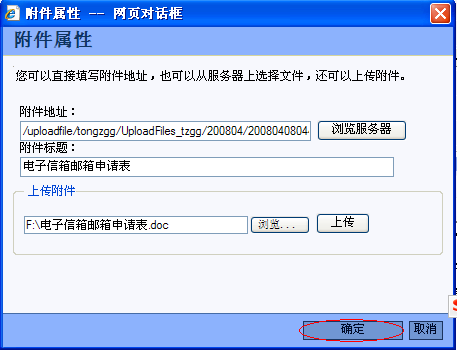 附件属性 -- 网页对话框
附件属性
您可以直接填写附件地址，也可以从服务器上选择文件，还可以上传附件。
附件地址：
/uploadfile/tongzgg/UploadFiles_tzgg/200804/2008040804 浏览服务器
附件标题：
电子信箱邮箱申请表
上传附件
F:\电子信箱邮箱申请表.doc 浏览... 上传
确定 取消